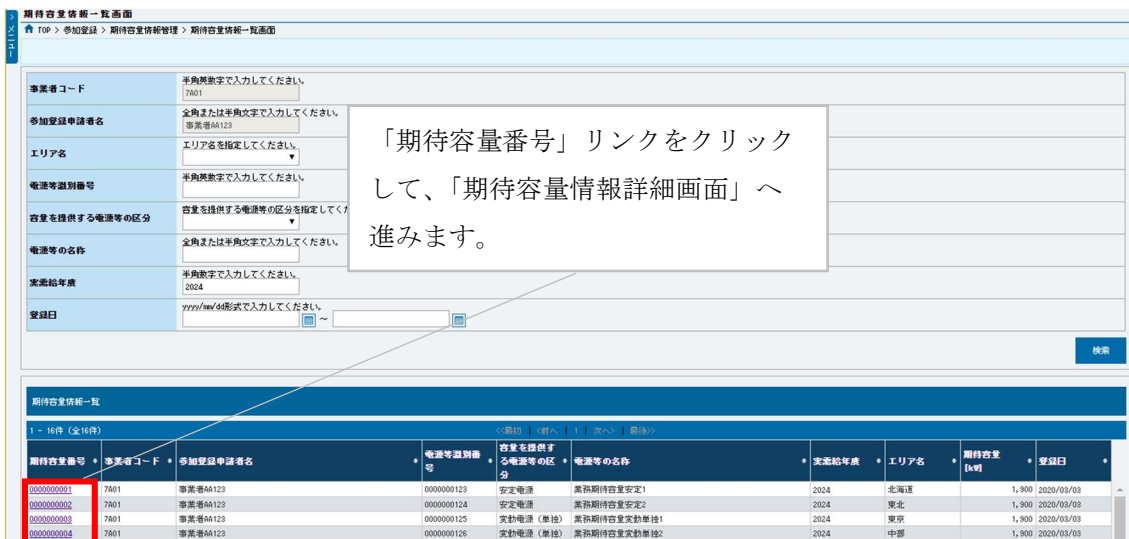 期待容量情報一覧画面
メニュー
TOP > 参加登録 > 期待容量情報管理 > 期待容量情報一覧画面
事業者コード
半角英数字で入力してください。
7A01
参加登録申請者名
全角または半角文字で入力してください。
事業者AA123
エリア名
エリア名を指定してください。
電源等識別番号
半角英数字で入力してください。
容量を提供する電源等の区分
容量を提供する電源等の区分を指定してく
電源等の名称
全角または半角文字で入力してください。
実需給年度
半角数字で入力してください。
2024
登録日
yyyy/mm/dd形式で入力してください。
~
「期待容量番号」リンクをクリック
して、「期待容量情報詳細画面」へ
進みます。
検索
期待容量情報一覧
1 - 16件 (全16件)
<<最初 | <前へ | 1 | 次へ> | 最後>>
期待容量番号 事業者コード 参加登録申請者名 電源等識別番号 容量を提供する電源等の区分 電源等の名称 実需給年度 エリア名 期待容量[kW] 登録日
0000000001 7A01 事業者AA123 0000000123 安定電源 業務期待容量安定1 2024 北海道 1,900 2020/03/03
0000000002 7A01 事業者AA123 0000000124 安定電源 業務期待容量安定2 2024 東北 1,900 2020/03/03
0000000003 7A01 事業者AA123 0000000125 変動電源（単独） 業務期待容量変動単独1 2024 東京 1,900 2020/03/03
0000000004 7A01 事業者AA123 0000000126 変動電源（単独） 業務期待容量変動単独2 2024 中部 1,900 2020/03/03